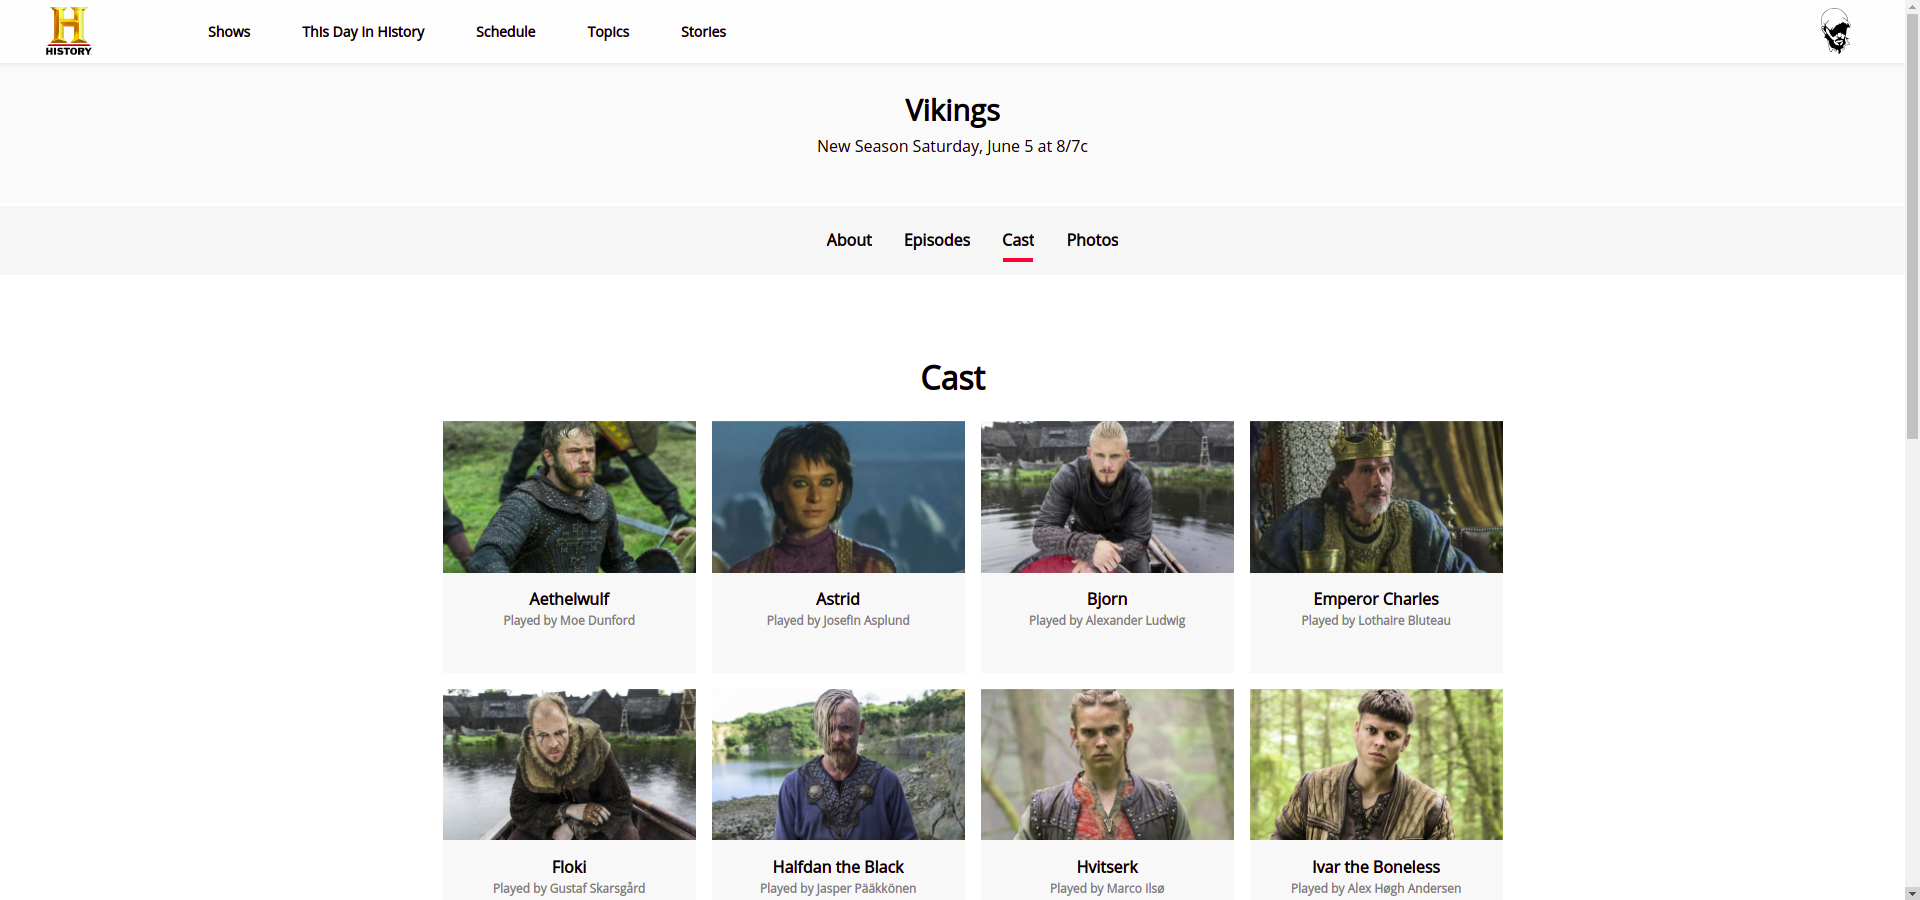 HISTORY
Shows
This Day in History
Schedule
Topics
Stories
Vikings
New Season Saturday, June 5 at 8/7c
About
Episodes
Cast
Photos
Cast
Aethelwulf
Played by Moe Dunford
Astrid
Played by Josefin Asplund
Bjorn
Played by Alexander Ludwig
Emperor Charles
Played by Lothaire Bluteau
Floki
Played by Gustaf Skarsgård
Halfdan the Black
Played by Jasper Pääkkönen
Hvitserk
Played by Marco Ilsø
Ivar the Boneless
Played by Alex Høgh Andersen